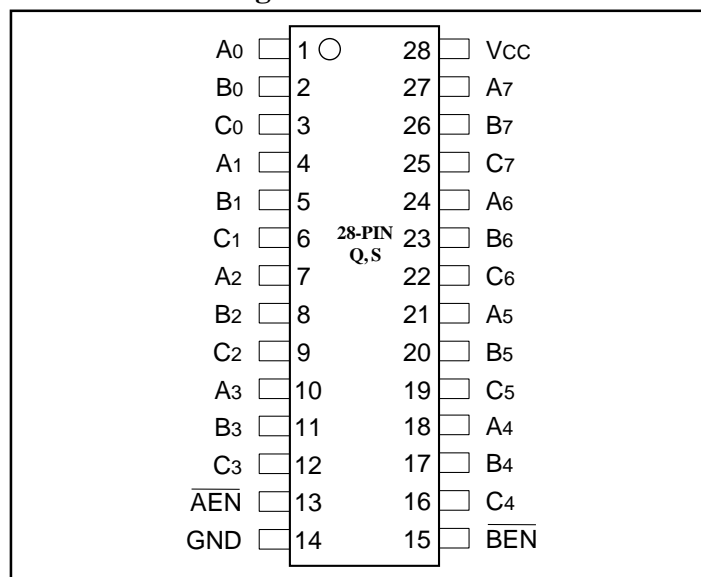 A0 1 28 VCC
B0 2 27 A7
C0 3 26 B7
A1 4 25 C7
B1 5 24 A6
C1 6 28-PIN 23 B6
Q, S
A2 7 22 C6
B2 8 21 A5
C2 9 20 B5
A3 10 19 C5
B3 11 18 A4
C3 12 17 B4
A̅E̅N̅ 13 16 C4
GND 14 15 B̅E̅N̅